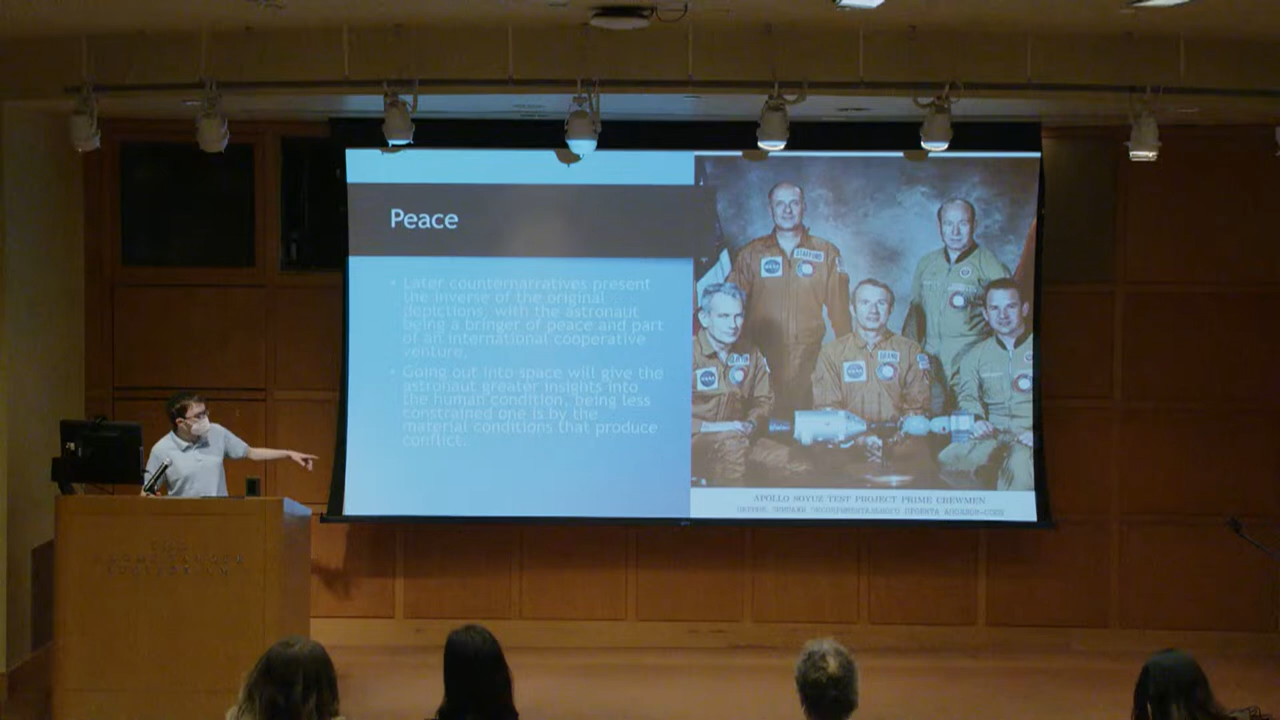 Peace
Later counternarratives present
the inverse of the original
depictions, with the astronaut
being a bringer of peace and part
of an international cooperative
venture.
Going out into space will give the
astronaut greater insights into
the human condition, being less
constrained one is by the
material conditions that produce
conflict.
STAFFORD
NASA
NASA
BRAND
NASA
APOLLO SOYUZ TEST PROJECT PRIME CREWMEN